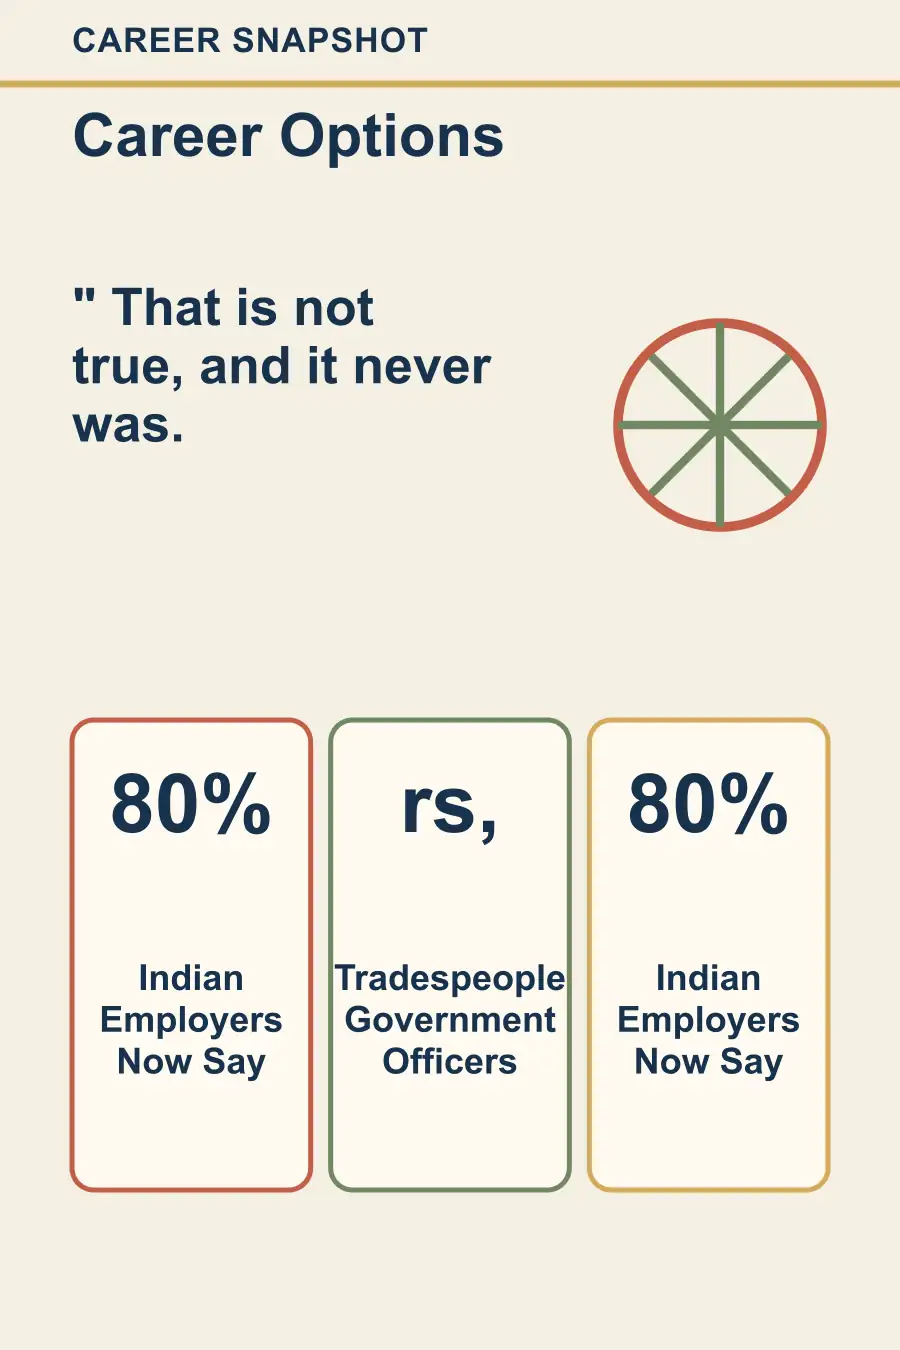 CAREER SNAPSHOT
Career Options
" That is not
true, and it never
was.
80%
Indian
Employers
Now Say
rs,
Tradespeople
Government
Officers
80%
Indian
Employers
Now Say